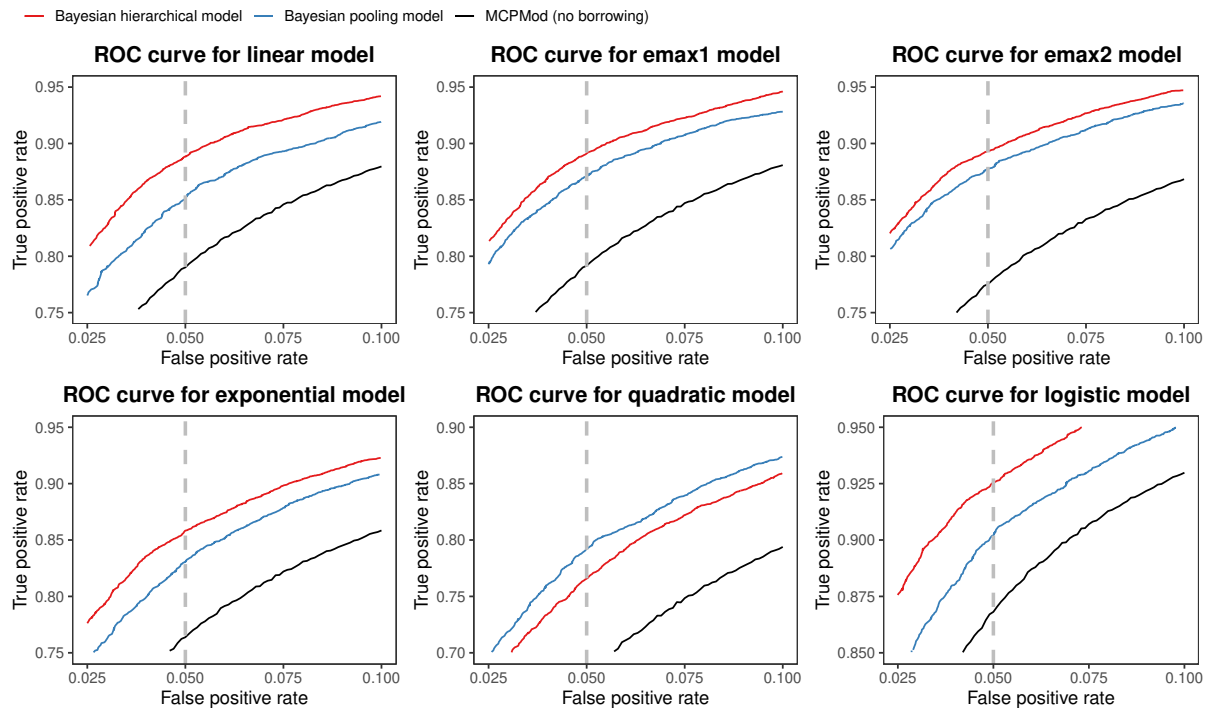 Bayesian hierarchical model Bayesian pooling model MCPMod (no borrowing)
ROC curve for linear model ROC curve for emax1 model ROC curve for emax2 model
True positive rate
0.95
0.90
0.85
0.80
0.75
0.025 0.050 0.075 0.100
False positive rate
True positive rate
0.95
0.90
0.85
0.80
0.75
0.025 0.050 0.075 0.100
False positive rate
True positive rate
0.95
0.90
0.85
0.80
0.75
0.025 0.050 0.075 0.100
False positive rate
ROC curve for exponential model ROC curve for quadratic model ROC curve for logistic model
True positive rate
0.95
0.90
0.85
0.80
0.75
0.025 0.050 0.075 0.100
False positive rate
True positive rate
0.90
0.85
0.80
0.75
0.70
0.025 0.050 0.075 0.100
False positive rate
True positive rate
0.950
0.925
0.900
0.875
0.850
0.025 0.050 0.075 0.100
False positive rate